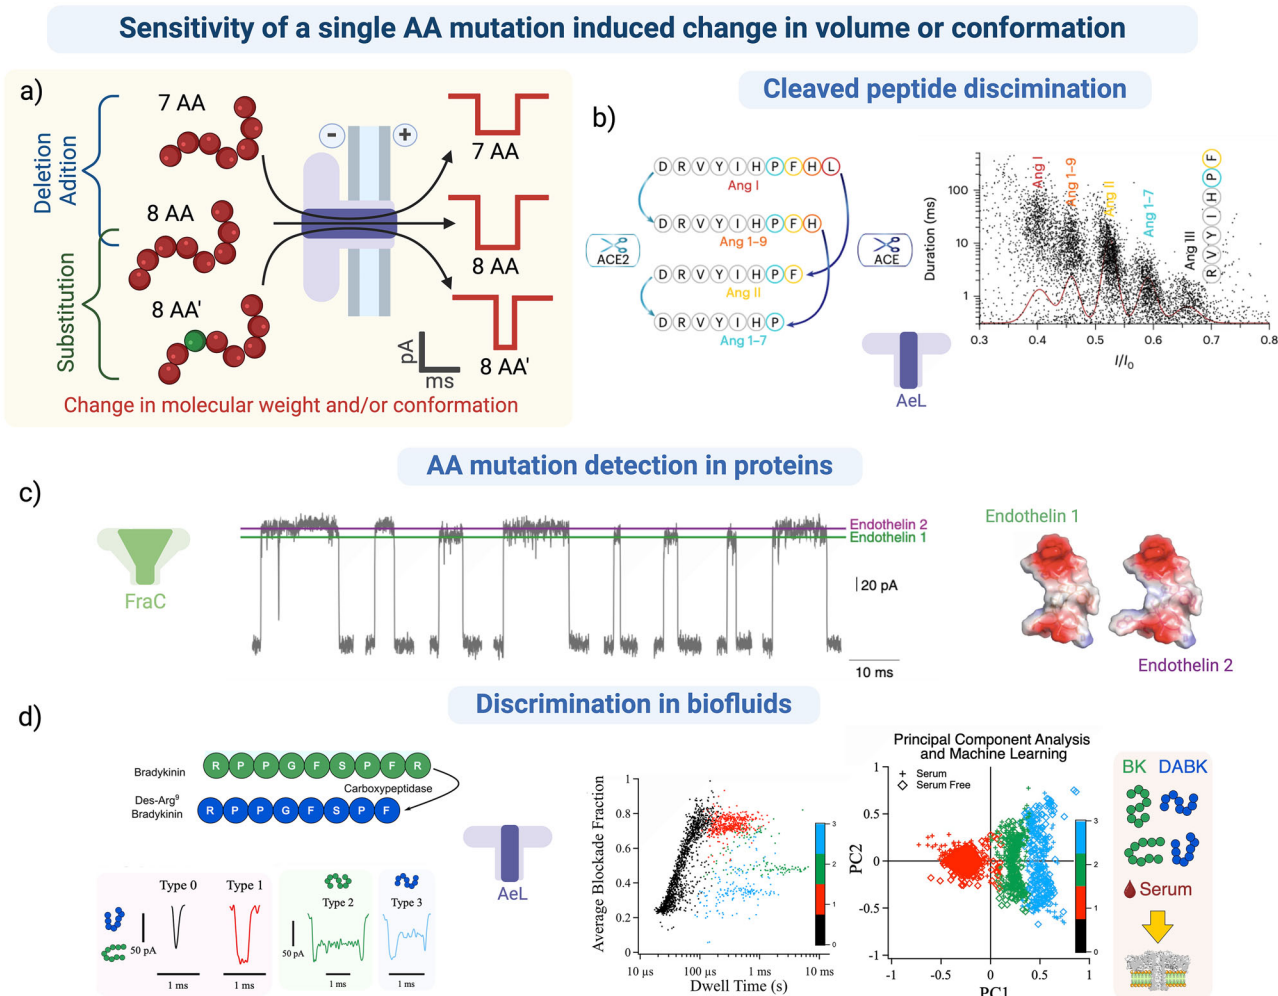 Sensitivity of a single AA mutation induced change in volume or conformation
a)
Deletion
Adition
Substitution
7 AA
8 AA
8 AA'
-
+
7 AA
8 AA
8 AA'
pA
ms
Change in molecular weight and/or conformation
Cleaved peptide discimination
b)
D R V Y I H P F H L
Ang I
D R V Y I H P F H
Ang 1–9
ACE2
ACE
D R V Y I H P F
Ang II
D R V Y I H P
Ang 1–7
AeL
Duration (ms)
100
10
1
0.3 0.4 0.5 0.6 0.7 0.8
I/I₀
Ang I
Ang 1–9
Ang II
Ang 1–7
Ang III
R V Y I H P F
AA mutation detection in proteins
c)
FraC
Endothelin 2
Endothelin 1
20 pA
10 ms
Endothelin 1
Endothelin 2
Discrimination in biofluids
d)
Bradykinin
R P P G F S P F R
Carboxypeptidase
Des-Arg⁹
Bradykinin
R P P G F S P F
AeL
Type 0
Type 1
Type 2
Type 3
50 pA
50 pA
1 ms
1 ms
1 ms
1 ms
Average Blockade Fraction
1
0.8
0.6
0.4
0.2
0
10 µs 100 µs 1 ms 10 ms
Dwell Time (s)
3
2
1
0
Principal Component Analysis
and Machine Learning
+ Serum
◇ Serum Free
PC2
1
0.5
0
-0.5
-1
-1 -0.5 0 0.5 1
PC1
3
2
1
0
BK DABK
Serum